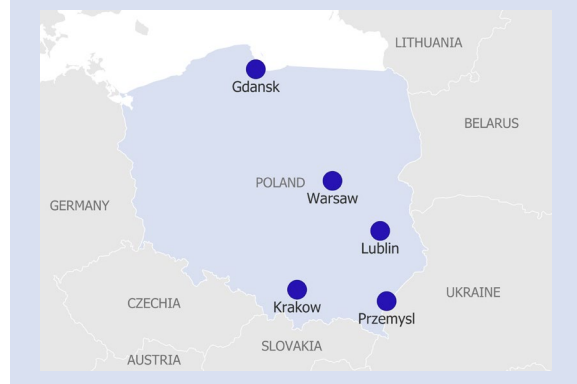 LITHUANIA
Gdansk
BELARUS
POLAND
Warsaw
GERMANY
Lublin
UKRAINE
CZECHIA
Krakow
Przemysl
SLOVAKIA
AUSTRIA